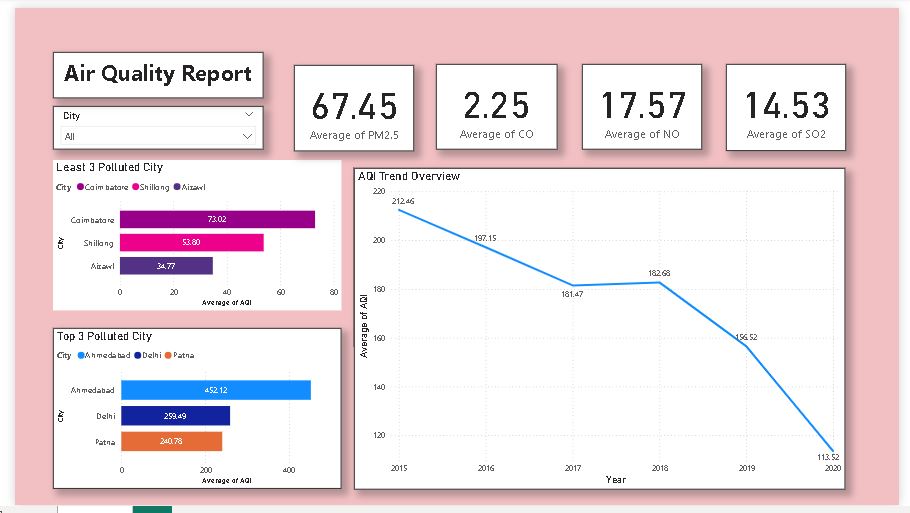 Air Quality Report
City
All
67.45
Average of PM2.5
2.25
Average of CO
17.57
Average of NO
14.53
Average of SO2
Least 3 Polluted City
City Coimbatore Shillong Aizawl
City
Coimbatore 73.02
Shillong 53.80
Aizawl 34.77
0 20 40 60 80
Average of AQI
Top 3 Polluted City
City Ahmedabad Delhi Patna
City
Ahmedabad 452.12
Delhi 259.49
Patna 240.78
0 200 400
Average of AQI
AQI Trend Overview
Average of AQI
220
200
180
160
140
120
212.46
197.15
181.47
182.68
156.52
113.52
2015 2016 2017 2018 2019 2020
Year